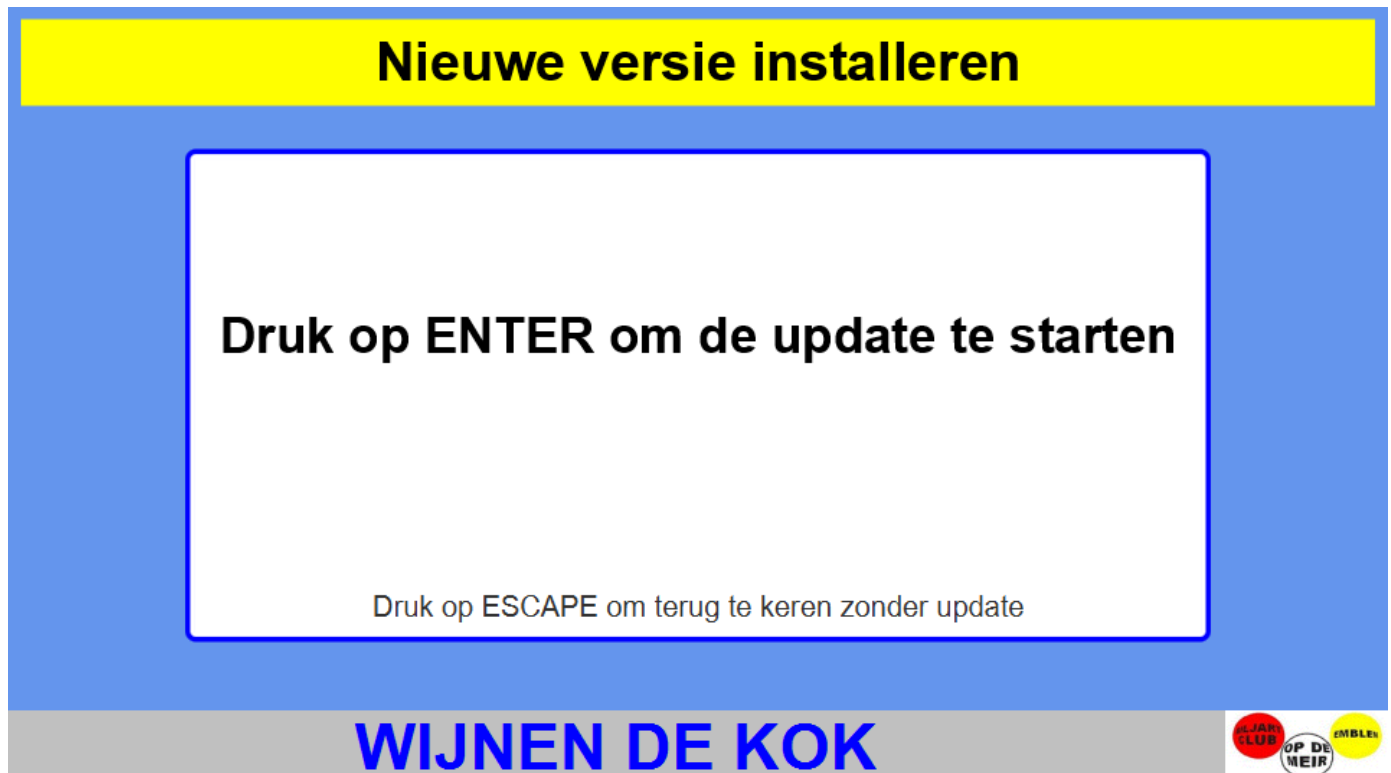 Nieuwe versie installeren
Druk op ENTER om de update te starten
Druk op ESCAPE om terug te keren zonder update
WIJNEN DE KOK
CLUB
OP DE
MEIR